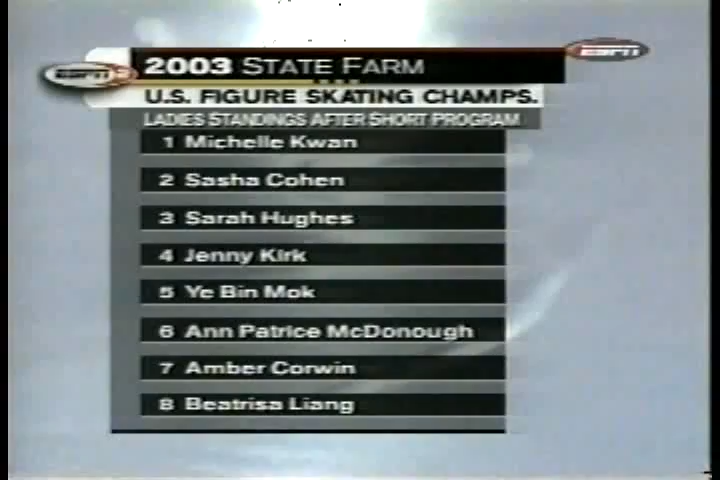 ESPN
ESPN2
2003 STATE FARM
U.S. FIGURE SKATING CHAMPS.
LADIES STANDINGS AFTER SHORT PROGRAM
1 Michelle Kwan
2 Sasha Cohen
3 Sarah Hughes
4 Jenny Kirk
5 Ye Bin Mok
6 Ann Patrice McDonough
7 Amber Corwin
8 Beatrisa Liang